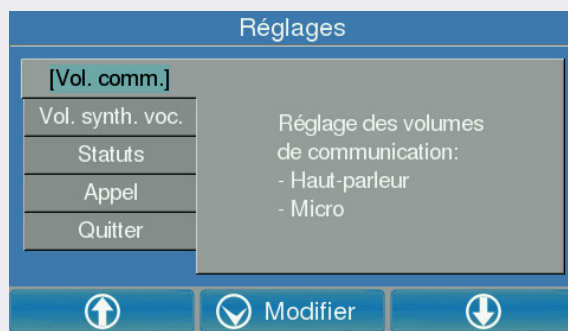 Réglages
[Vol. comm.]
Vol. synth. voc.
Statuts
Appel
Quitter
Réglage des volumes
de communication:
- Haut-parleur
- Micro
Modifier